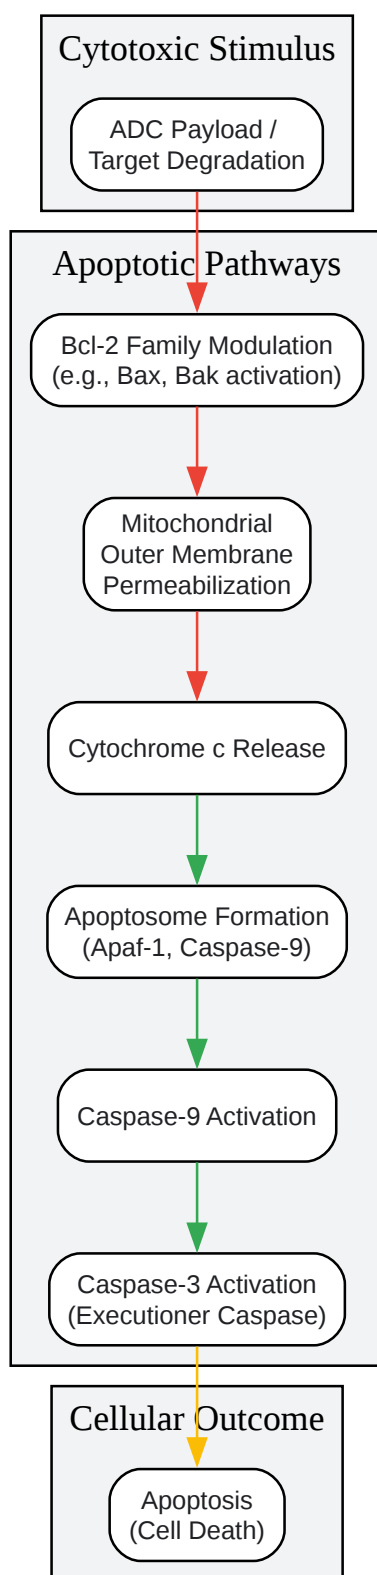 Cytotoxic Stimulus
ADC Payload /
Target Degradation
Apoptotic Pathways
Bcl-2 Family Modulation
(e.g., Bax, Bak activation)
Mitochondrial
Outer Membrane
Permeabilization
Cytochrome c Release
Apoptosome Formation
(Apaf-1, Caspase-9)
Caspase-9 Activation
Caspase-3 Activation
(Executioner Caspase)
Cellular Outcome
Apoptosis
(Cell Death)